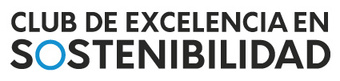 CLUB DE EXCELENCIA EN
SOSTENIBILIDAD